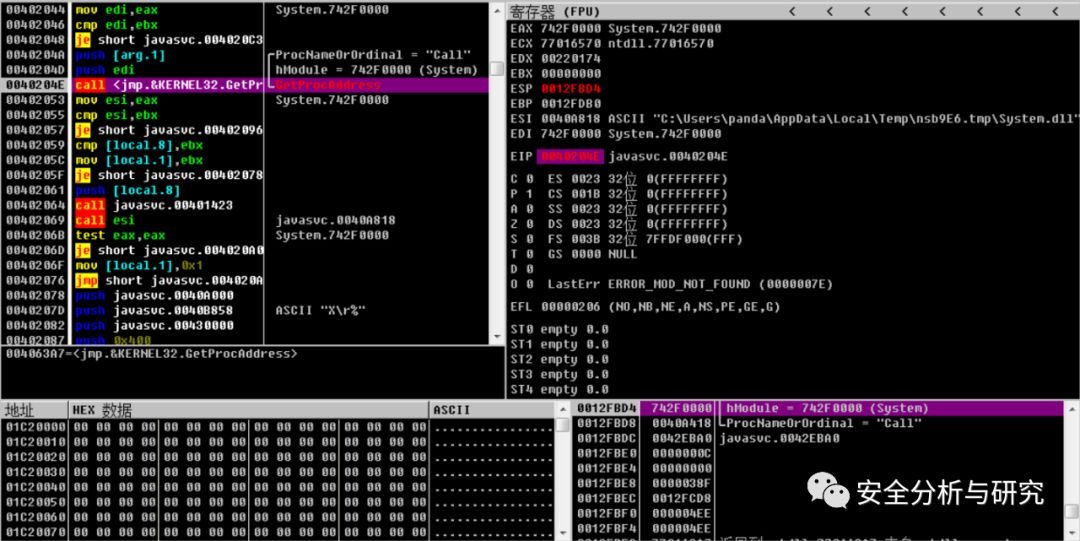 00402044 mov edi,eax System.742F0000
00402046 cmp edi,ebx
00402048 je short javasvc.004020C3
0040204A push [arg.1] ProcNameOrOrdinal = "Call"
0040204D push edi hModule = 742F0000 (System)
0040204E call <jmp.&KERNEL32.GetPr GetProcAddress
00402053 mov esi,eax System.742F0000
00402055 cmp esi,ebx
00402057 je short javasvc.00402096
00402059 cmp [local.8],ebx
0040205C mov [local.1],ebx
0040205F je short javasvc.00402078
00402061 push [local.8]
00402064 call javasvc.00401423
00402069 call esi javasvc.0040A818
0040206B test eax,eax System.742F0000
0040206D je short javasvc.004020A0
0040206F mov [local.1],0x1
00402076 jmp short javasvc.004020A
00402078 push javasvc.0040A000
0040207D push javasvc.0040B858 ASCII "X\r%"
00402082 push javasvc.00430000
00402087 push 0x400
004063A7=<jmp.&KERNEL32.GetProcAddress>
寄存器 (FPU) < < < < < < < <
EAX 742F0000 System.742F0000
ECX 77016570 ntdll.77016570
EDX 00220174
EBX 00000000
ESP 0012FBD4
EBP 0012FDB0
ESI 0040A818 ASCII "C:\Users\panda\AppData\Local\Temp\nsb9E6.tmp\System.dll"
EDI 742F0000 System.742F0000
EIP 0040204E javasvc.0040204E
C 0 ES 0023 32位 0(FFFFFFFF)
P 1 CS 001B 32位 0(FFFFFFFF)
A 0 SS 0023 32位 0(FFFFFFFF)
Z 0 DS 0023 32位 0(FFFFFFFF)
S 0 FS 003B 32位 7FFDF000(FFF)
T 0 GS 0000 NULL
D 0
O 0 LastErr ERROR_MOD_NOT_FOUND (0000007E)
EFL 00000206 (NO,NB,NE,A,NS,PE,GE,G)
ST0 empty 0.0
ST1 empty 0.0
ST2 empty 0.0
ST3 empty 0.0
ST4 empty 0.0
地址 HEX 数据 ASCII
01C20000 00 00 00 00 00 00 00 00 00 00 00 00 00 00 00 00 ................
01C20010 00 00 00 00 00 00 00 00 00 00 00 00 00 00 00 00 ................
01C20020 00 00 00 00 00 00 00 00 00 00 00 00 00 00 00 00 ................
01C20030 00 00 00 00 00 00 00 00 00 00 00 00 00 00 00 00 ................
01C20040 00 00 00 00 00 00 00 00 00 00 00 00 00 00 00 00 ................
01C20050 00 00 00 00 00 00 00 00 00 00 00 00 00 00 00 00 ................
01C20060 00 00 00 00 00 00 00 00 00 00 00 00 00 00 00 00 ................
01C20070 00 00 00 00 00 00 00 00 00 00 00 00 00 00 00 00 ................
0012FBD4 742F0000 hModule = 742F0000 (System)
0012FBD8 0040A418 ProcNameOrOrdinal = "Call"
0012FBDC 0042EBA0 javasvc.0042EBA0
0012FBE0 0000000C
0012FBE4 00000000
0012FBE8 0000038F
0012FBEC 0012FCD8
0012FBF0 000004EE
0012FBF4 000004EE
安全分析与研究